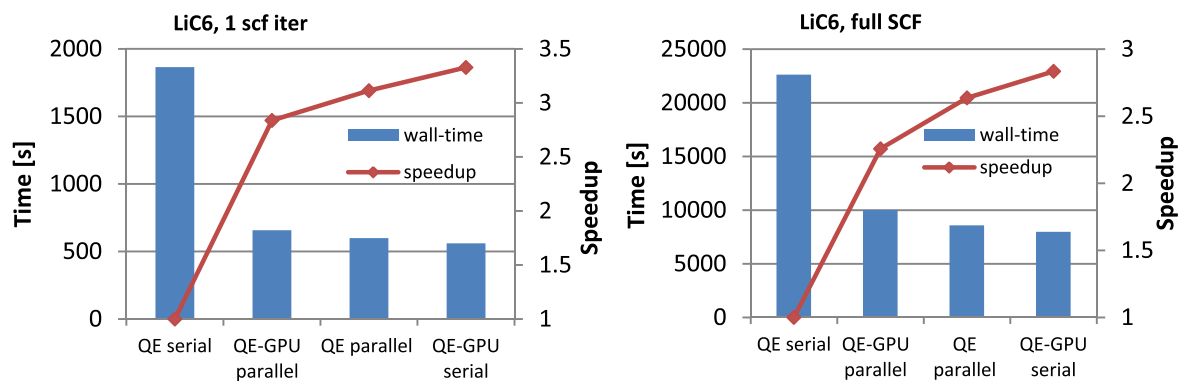 LiC6, 1 scf iter
2000
1500
1000
500
0
Time [s]
3.5
3
2.5
2
1.5
1
Speedup
wall-time
speedup
QE serial
QE-GPU
parallel
QE parallel
QE-GPU
serial
LiC6, full SCF
25000
20000
15000
10000
5000
0
Time [s]
3
2.5
2
1.5
1
Speedup
wall-time
speedup
QE serial
QE-GPU
parallel
QE
parallel
QE-GPU
serial